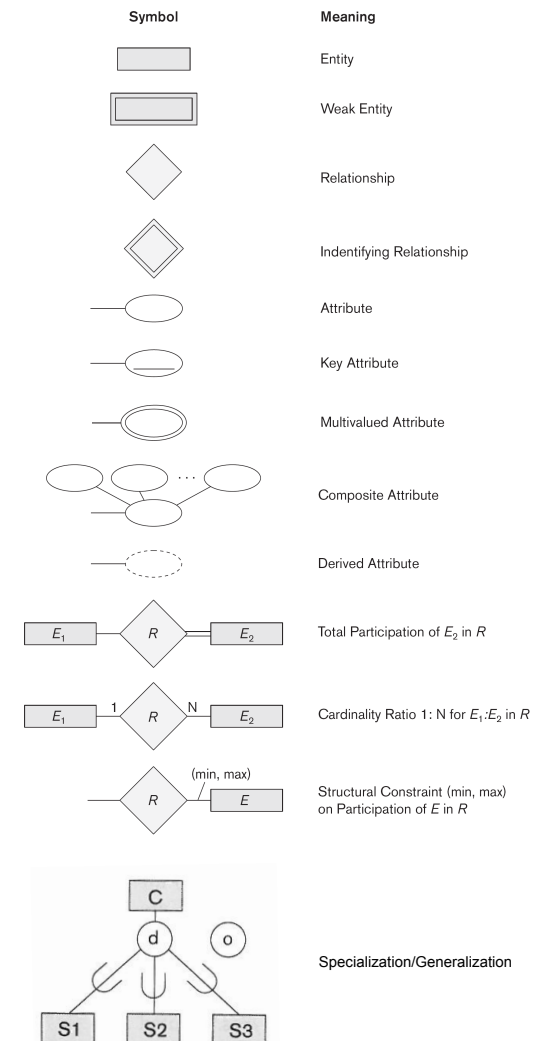 Symbol Meaning
Entity
Weak Entity
Relationship
Indentifying Relationship
Attribute
Key Attribute
Multivalued Attribute
· · ·
Composite Attribute
Derived Attribute
E₁ R E₂ Total Participation of E₂ in R
E₁ 1 R N E₂ Cardinality Ratio 1: N for E₁:E₂ in R
(min, max)
R E Structural Constraint (min, max)
on Participation of E in R
C
d o
Specialization/Generalization
S1 S2 S3